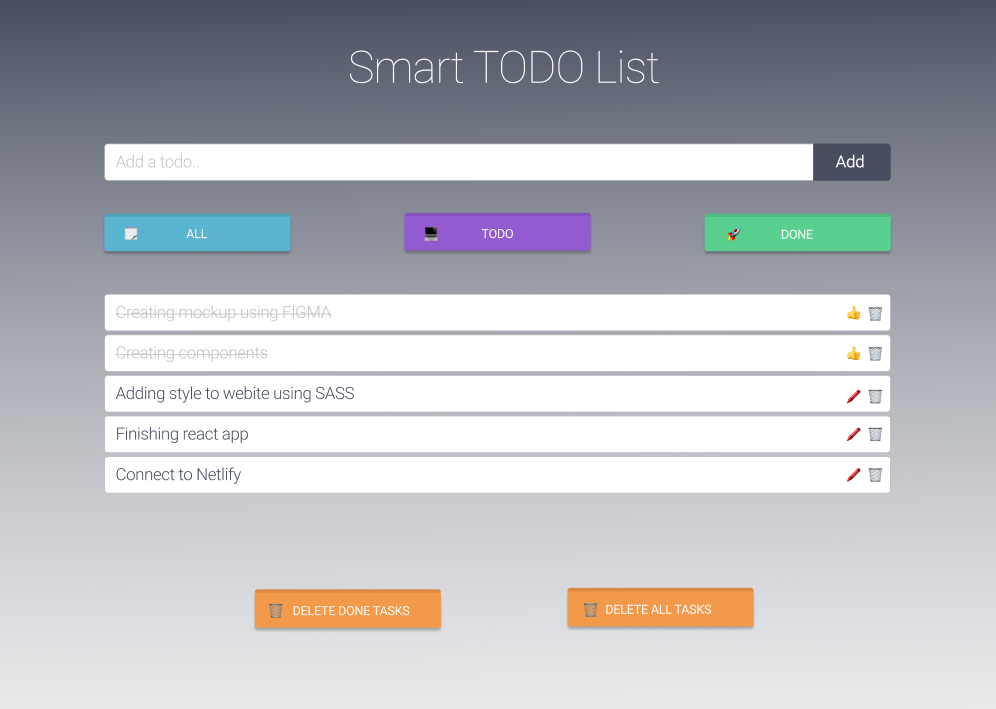 Smart TODO List
Add a todo..
Add
ALL
TODO
DONE
Creating mockup using FIGMA
Creating components
Adding style to webite using SASS
Finishing react app
Connect to Netlify
DELETE DONE TASKS
DELETE ALL TASKS